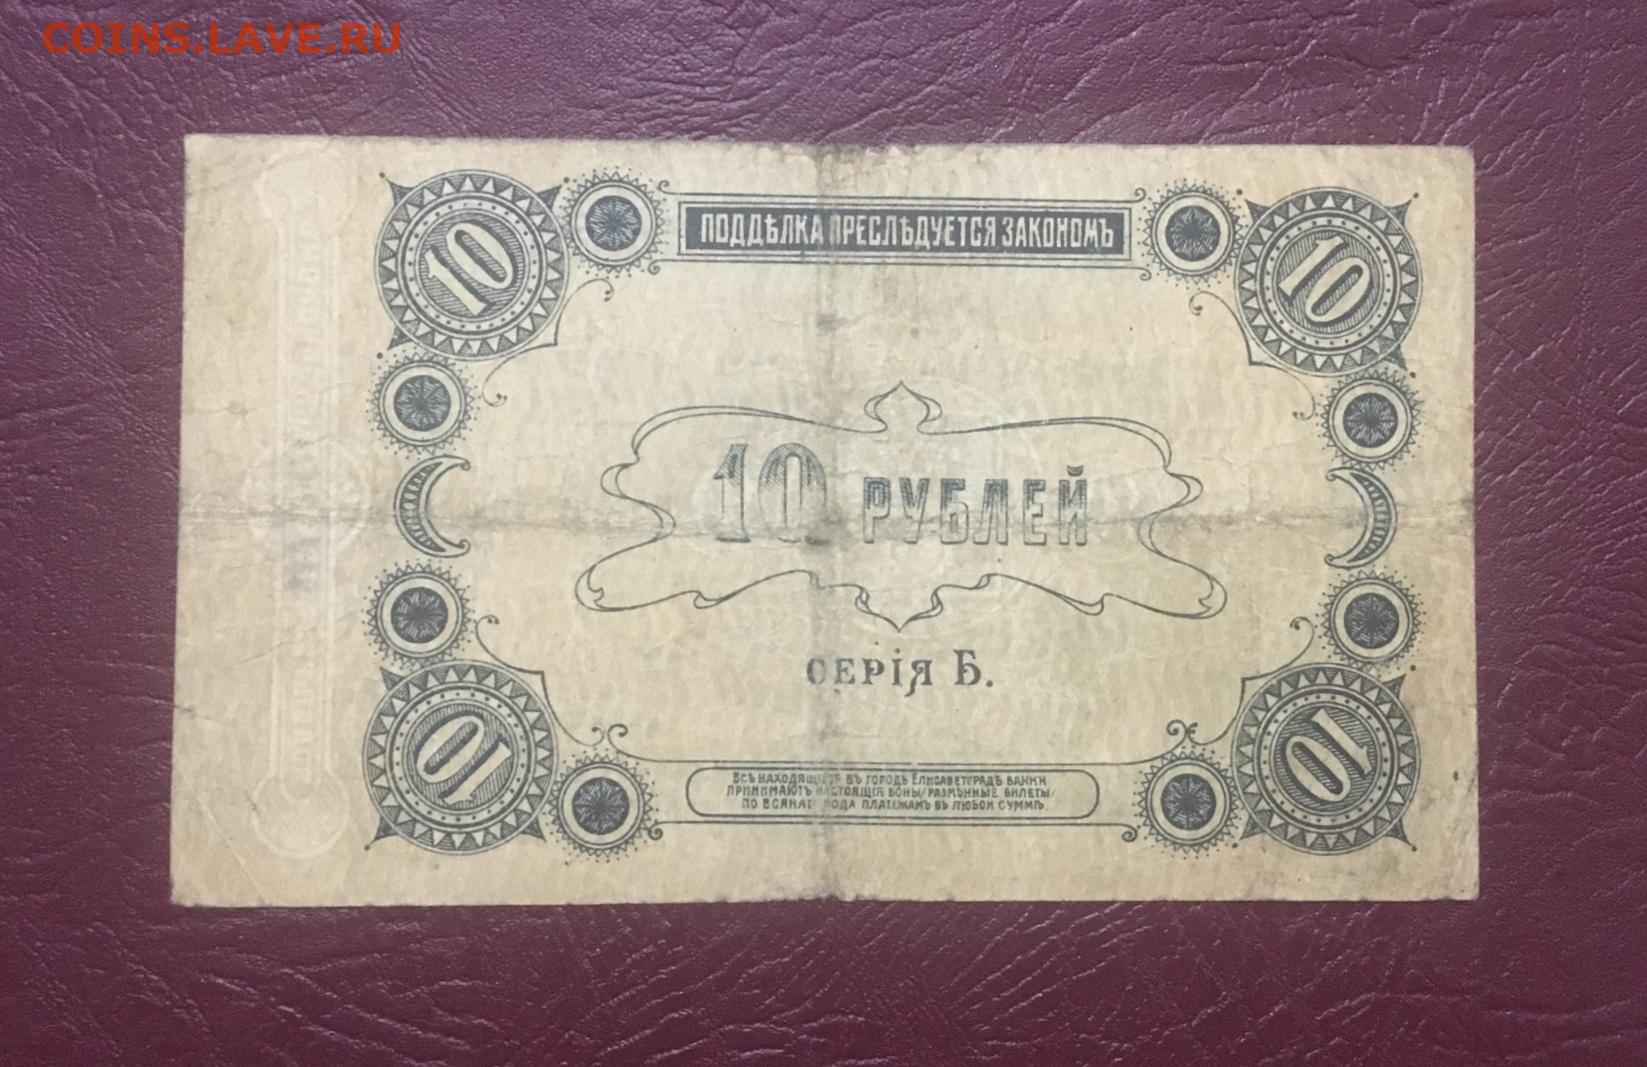 COINS.LAVE.RU
10
ПОДДѢЛКА ПРЕСЛѢДУЕТСЯ ЗАКОНОМЪ
10
10 РУБЛЕЙ
СЕРІЯ Б.
10
ВСѢ НАХОДЯЩІЕСЯ ВЪ ГОРОДѢ ЕЛИСАВЕТГРАДѢ БАНКИ
ПРИНИМАЮТЪ НАСТОЯЩІЯ БОНЫ /РАЗМѢННЫЕ БИЛЕТЫ/
ПО ВСЯКАГО РОДА ПЛАТЕЖАМЪ ВЪ ЛЮБОЙ СУММѢ.
10